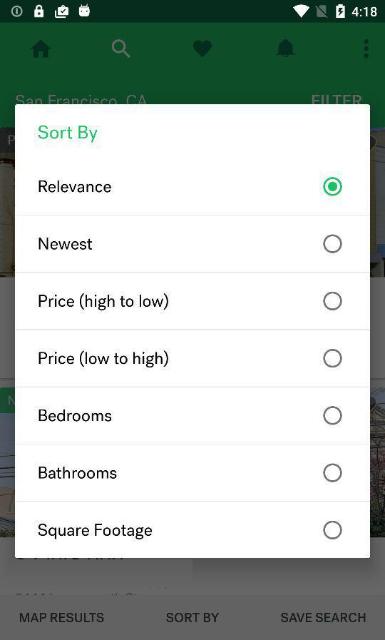 4:18
San Francisco, CA FILTER
Sort By
Relevance
Newest
Price (high to low)
Price (low to high)
Bedrooms
Bathrooms
Square Footage
MAP RESULTS SORT BY SAVE SEARCH